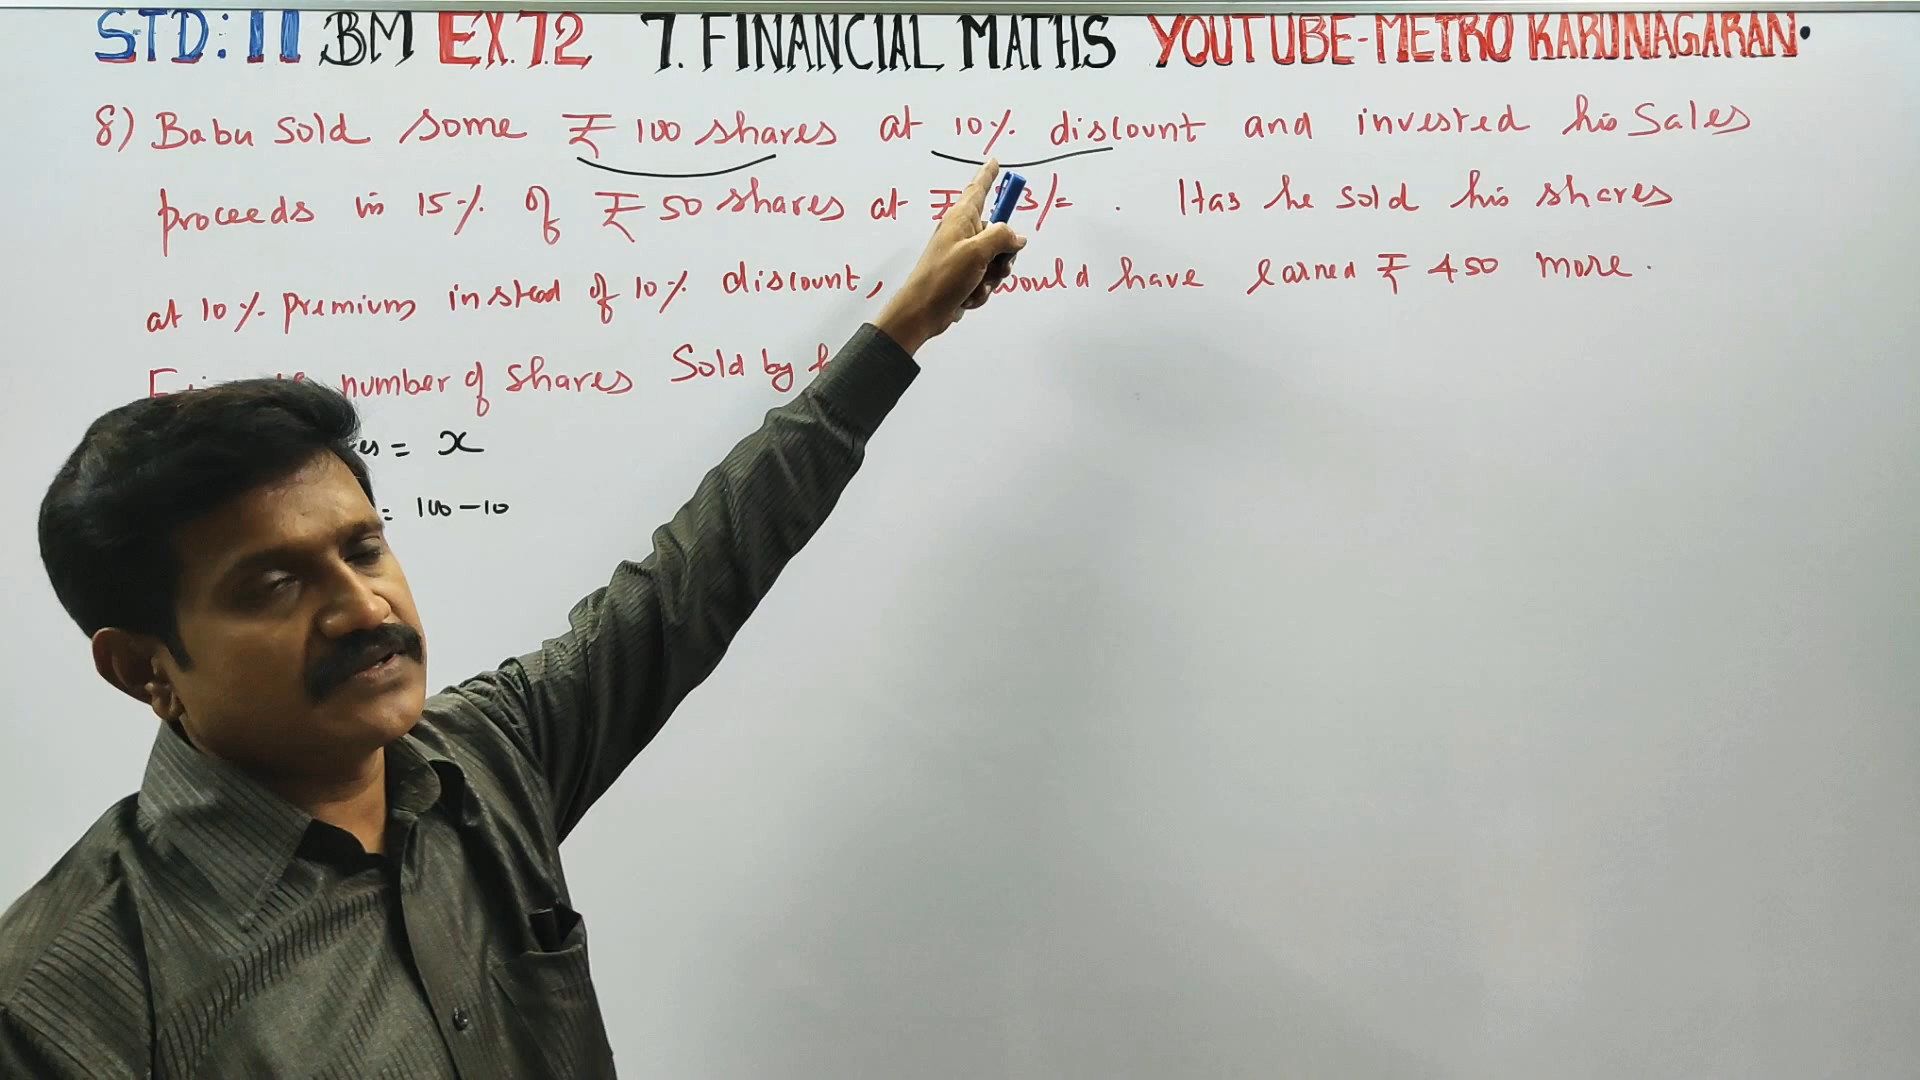 STD: 11 BM EX.7.2 7. FINANCIAL MATHS YOUTUBE-METRO KARUNAGARAN.
8) Babu sold some ₹ 100 shares at 10%. discount and invested his Sales
proceeds in 15%. of ₹ 50 shares at ₹ 3/= . Has he sold his shares
at 10%. premium instead of 10% discount, would have earned ₹ 450 more.
number of shares Sold by
= x
= 100-10